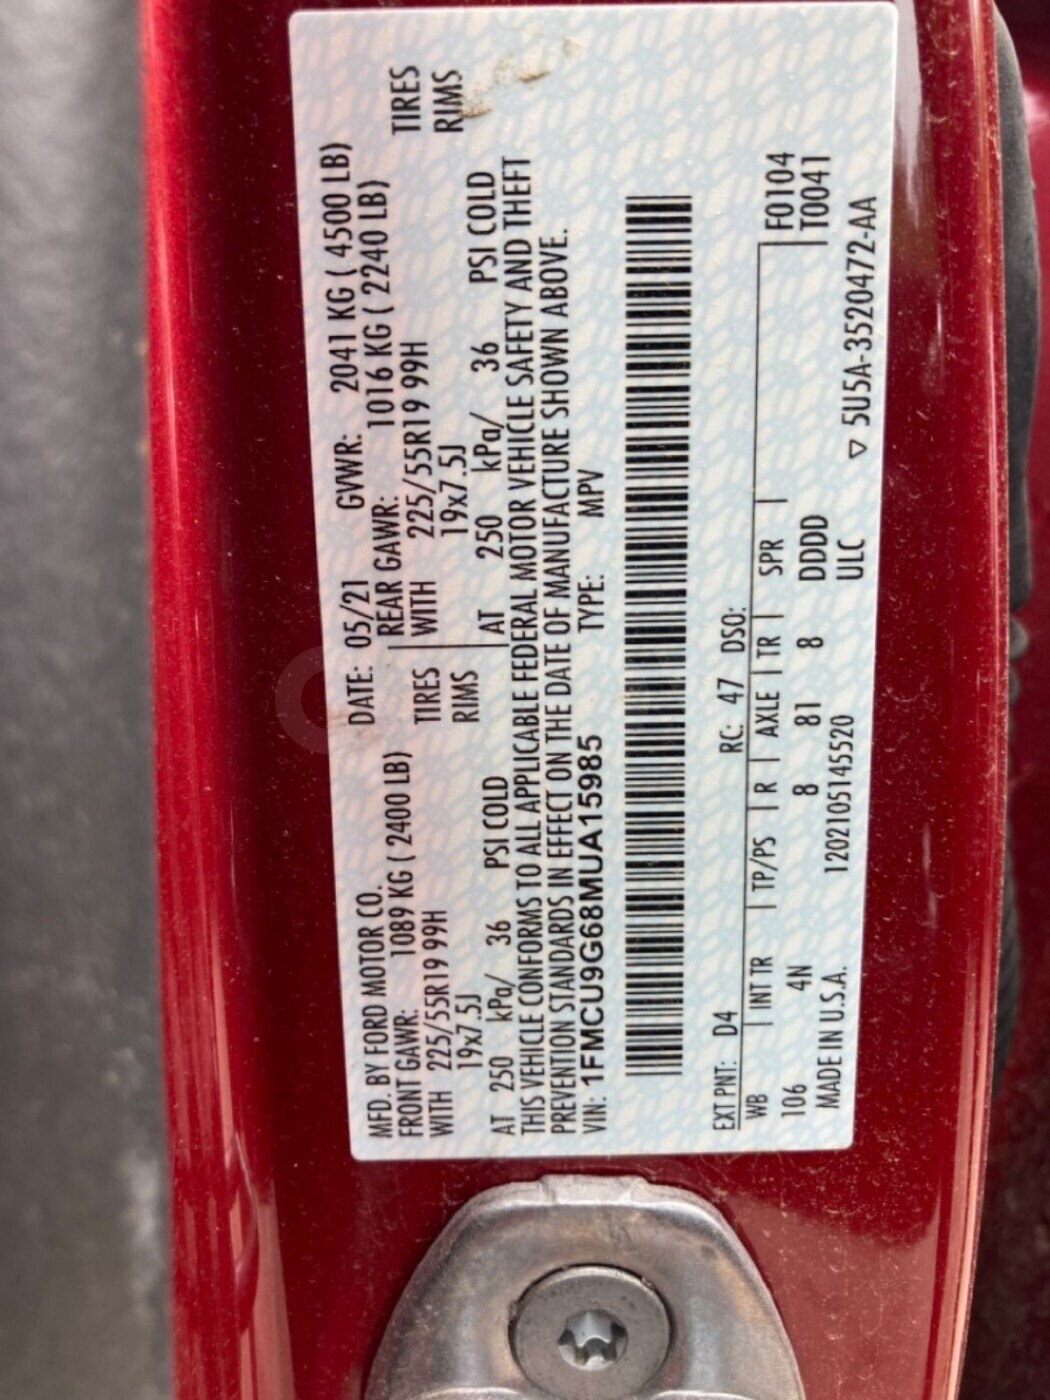 MFD. BY FORD MOTOR CO. DATE: 05/21 GVWR: 2041 KG ( 4500 LB)
FRONT GAWR: 1089 KG ( 2400 LB) REAR GAWR: 1016 KG ( 2240 LB)
WITH 225/55R19 99H TIRES WITH 225/55R19 99H TIRES
19x7.5J RIMS 19x7.5J RIMS
AT 250 kPa/ 36 PSI COLD AT 250 kPa/ 36 PSI COLD
THIS VEHICLE CONFORMS TO ALL APPLICABLE FEDERAL MOTOR VEHICLE SAFETY AND THEFT
PREVENTION STANDARDS IN EFFECT ON THE DATE OF MANUFACTURE SHOWN ABOVE.
VIN: 1FMCU9G68MUA15985 TYPE: MPV
EXT PNT: D4 RC: 47 DSO: F0104
WB INT TR TP/PS R AXLE TR SPR T0041
106 4N 8 81 8 DDDD
MADE IN U.S.A. 120210514 5520 ULC ▽ 5U5A-3520472-AA